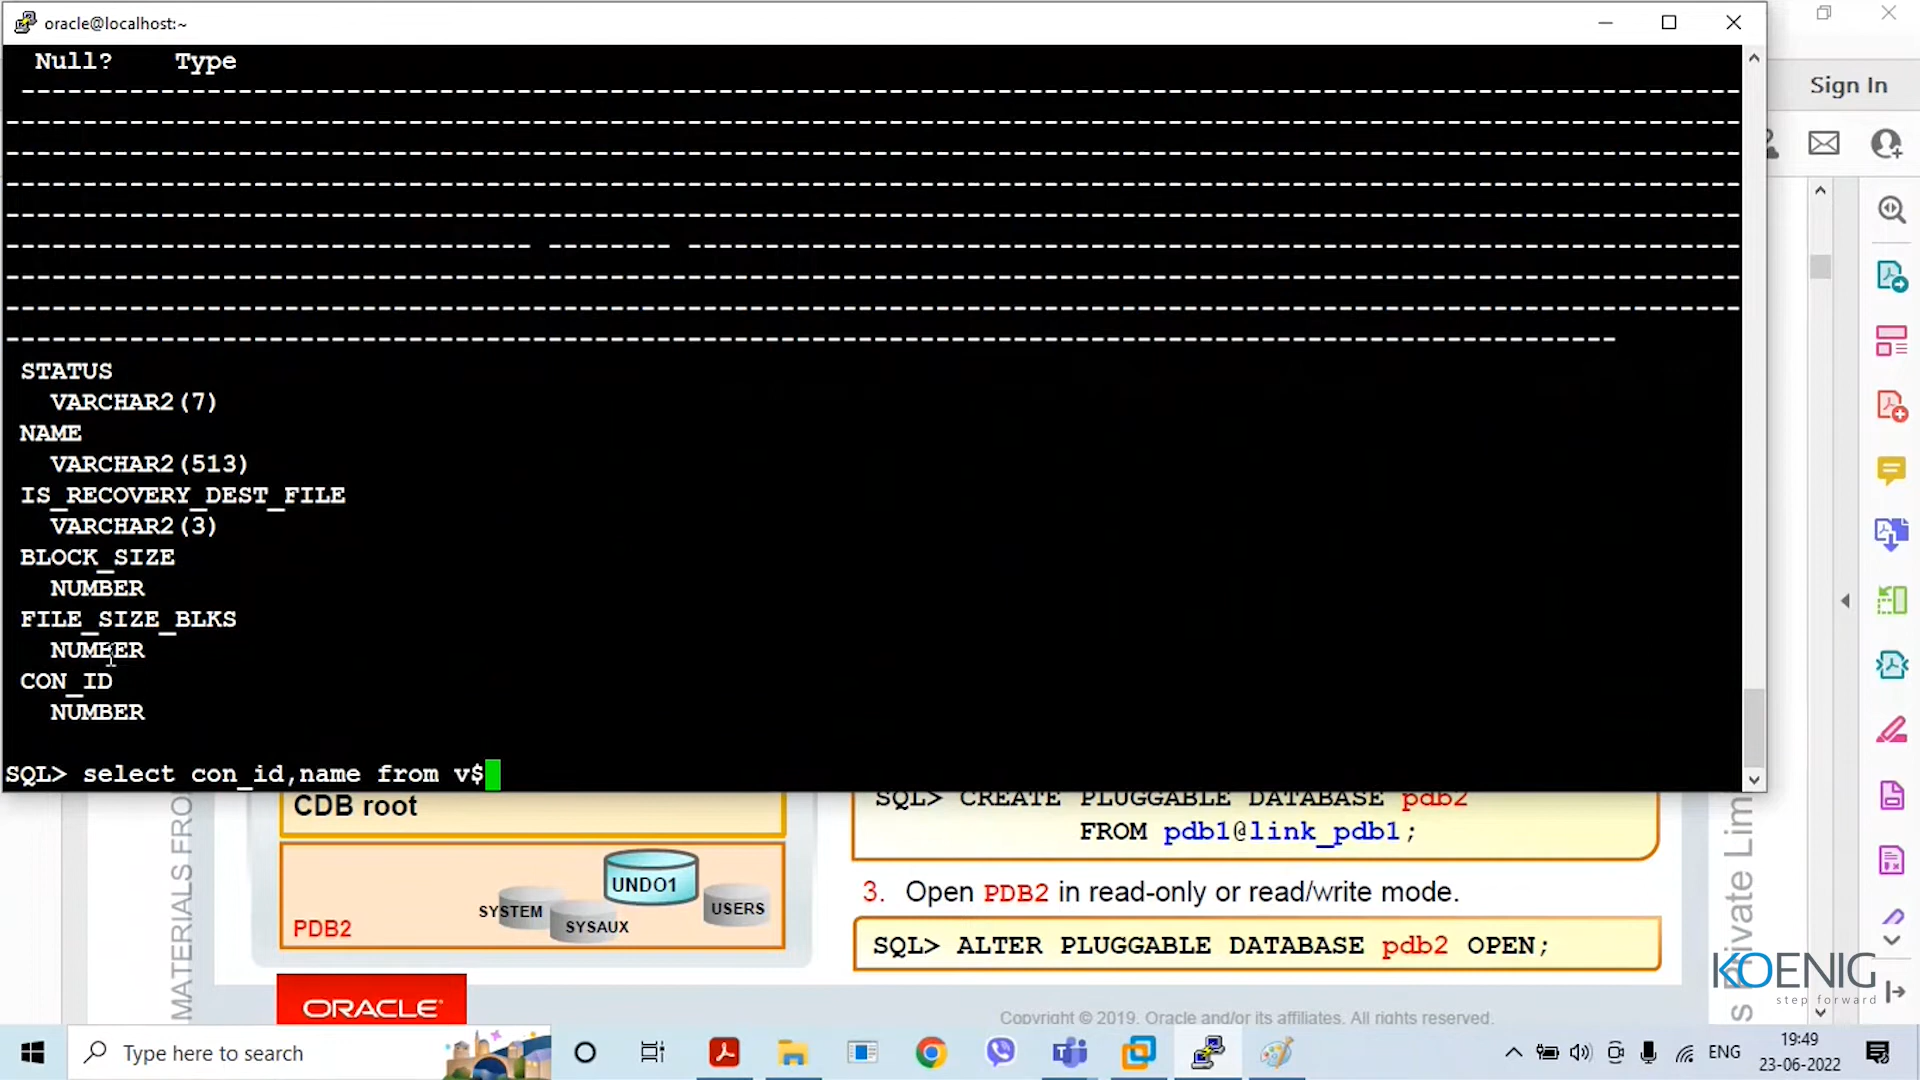 oracle@localhost:~
Null?    Type
STATUS
VARCHAR2(7)
NAME
VARCHAR2(513)
IS_RECOVERY_DEST_FILE
VARCHAR2(3)
BLOCK_SIZE
NUMBER
FILE_SIZE_BLKS
NUMBER
CON_ID
NUMBER
SQL> select con_id,name from v$
Sign In
CDB root
UNDO1
SYSTEM
SYSAUX
USERS
PDB2
SQL> CREATE PLUGGABLE DATABASE pdb2
FROM pdb1@link_pdb1;
3. Open PDB2 in read-only or read/write mode.
SQL> ALTER PLUGGABLE DATABASE pdb2 OPEN;
ORACLE
Copyright © 2019, Oracle and/or its affiliates. All rights reserved.
MATERIALS FRO
s Private Lim
KOENIG
step forward
Type here to search
ENG
19:49
23-06-2022